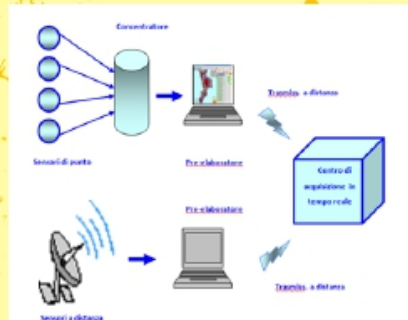 Concentratore
Trasmiss. a distanza
Sensori di punto
Pre-elaboratore
Centro di
acquisizione in
tempo reale
Pre-elaboratore
Trasmiss. a distanza
Sensori a distanza